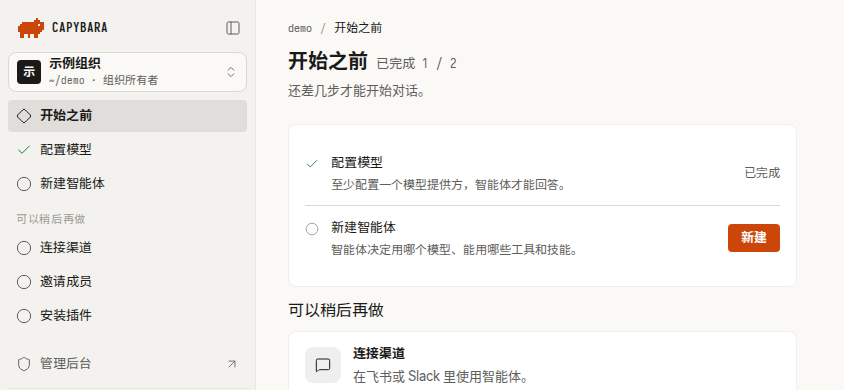 CAPYBARA
示
示例组织
~/demo · 组织所有者
开始之前
配置模型
新建智能体
可以稍后再做
连接渠道
邀请成员
安装插件
管理后台
demo / 开始之前
开始之前 已完成 1 / 2
还差几步才能开始对话。
配置模型
至少配置一个模型提供方，智能体才能回答。
已完成
新建智能体
智能体决定用哪个模型、能用哪些工具和技能。
新建
可以稍后再做
连接渠道
在飞书或 Slack 里使用智能体。